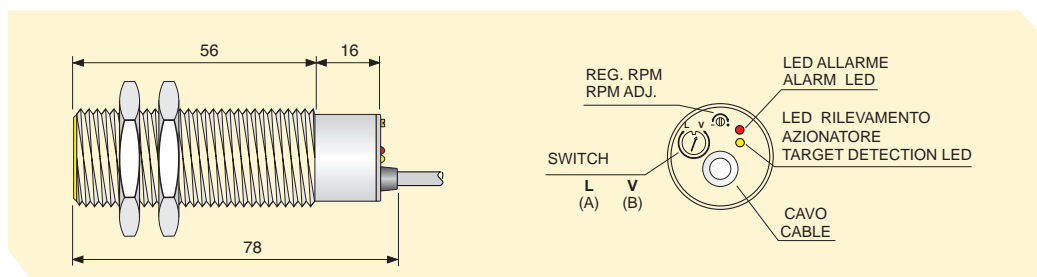 56
16
78
REG. RPM
RPM ADJ.
LED ALLARME
ALARM LED
LED RILEVAMENTO
AZIONATORE
TARGET DETECTION LED
L V
- +
SWITCH
L V
(A) (B)
CAVO
CABLE